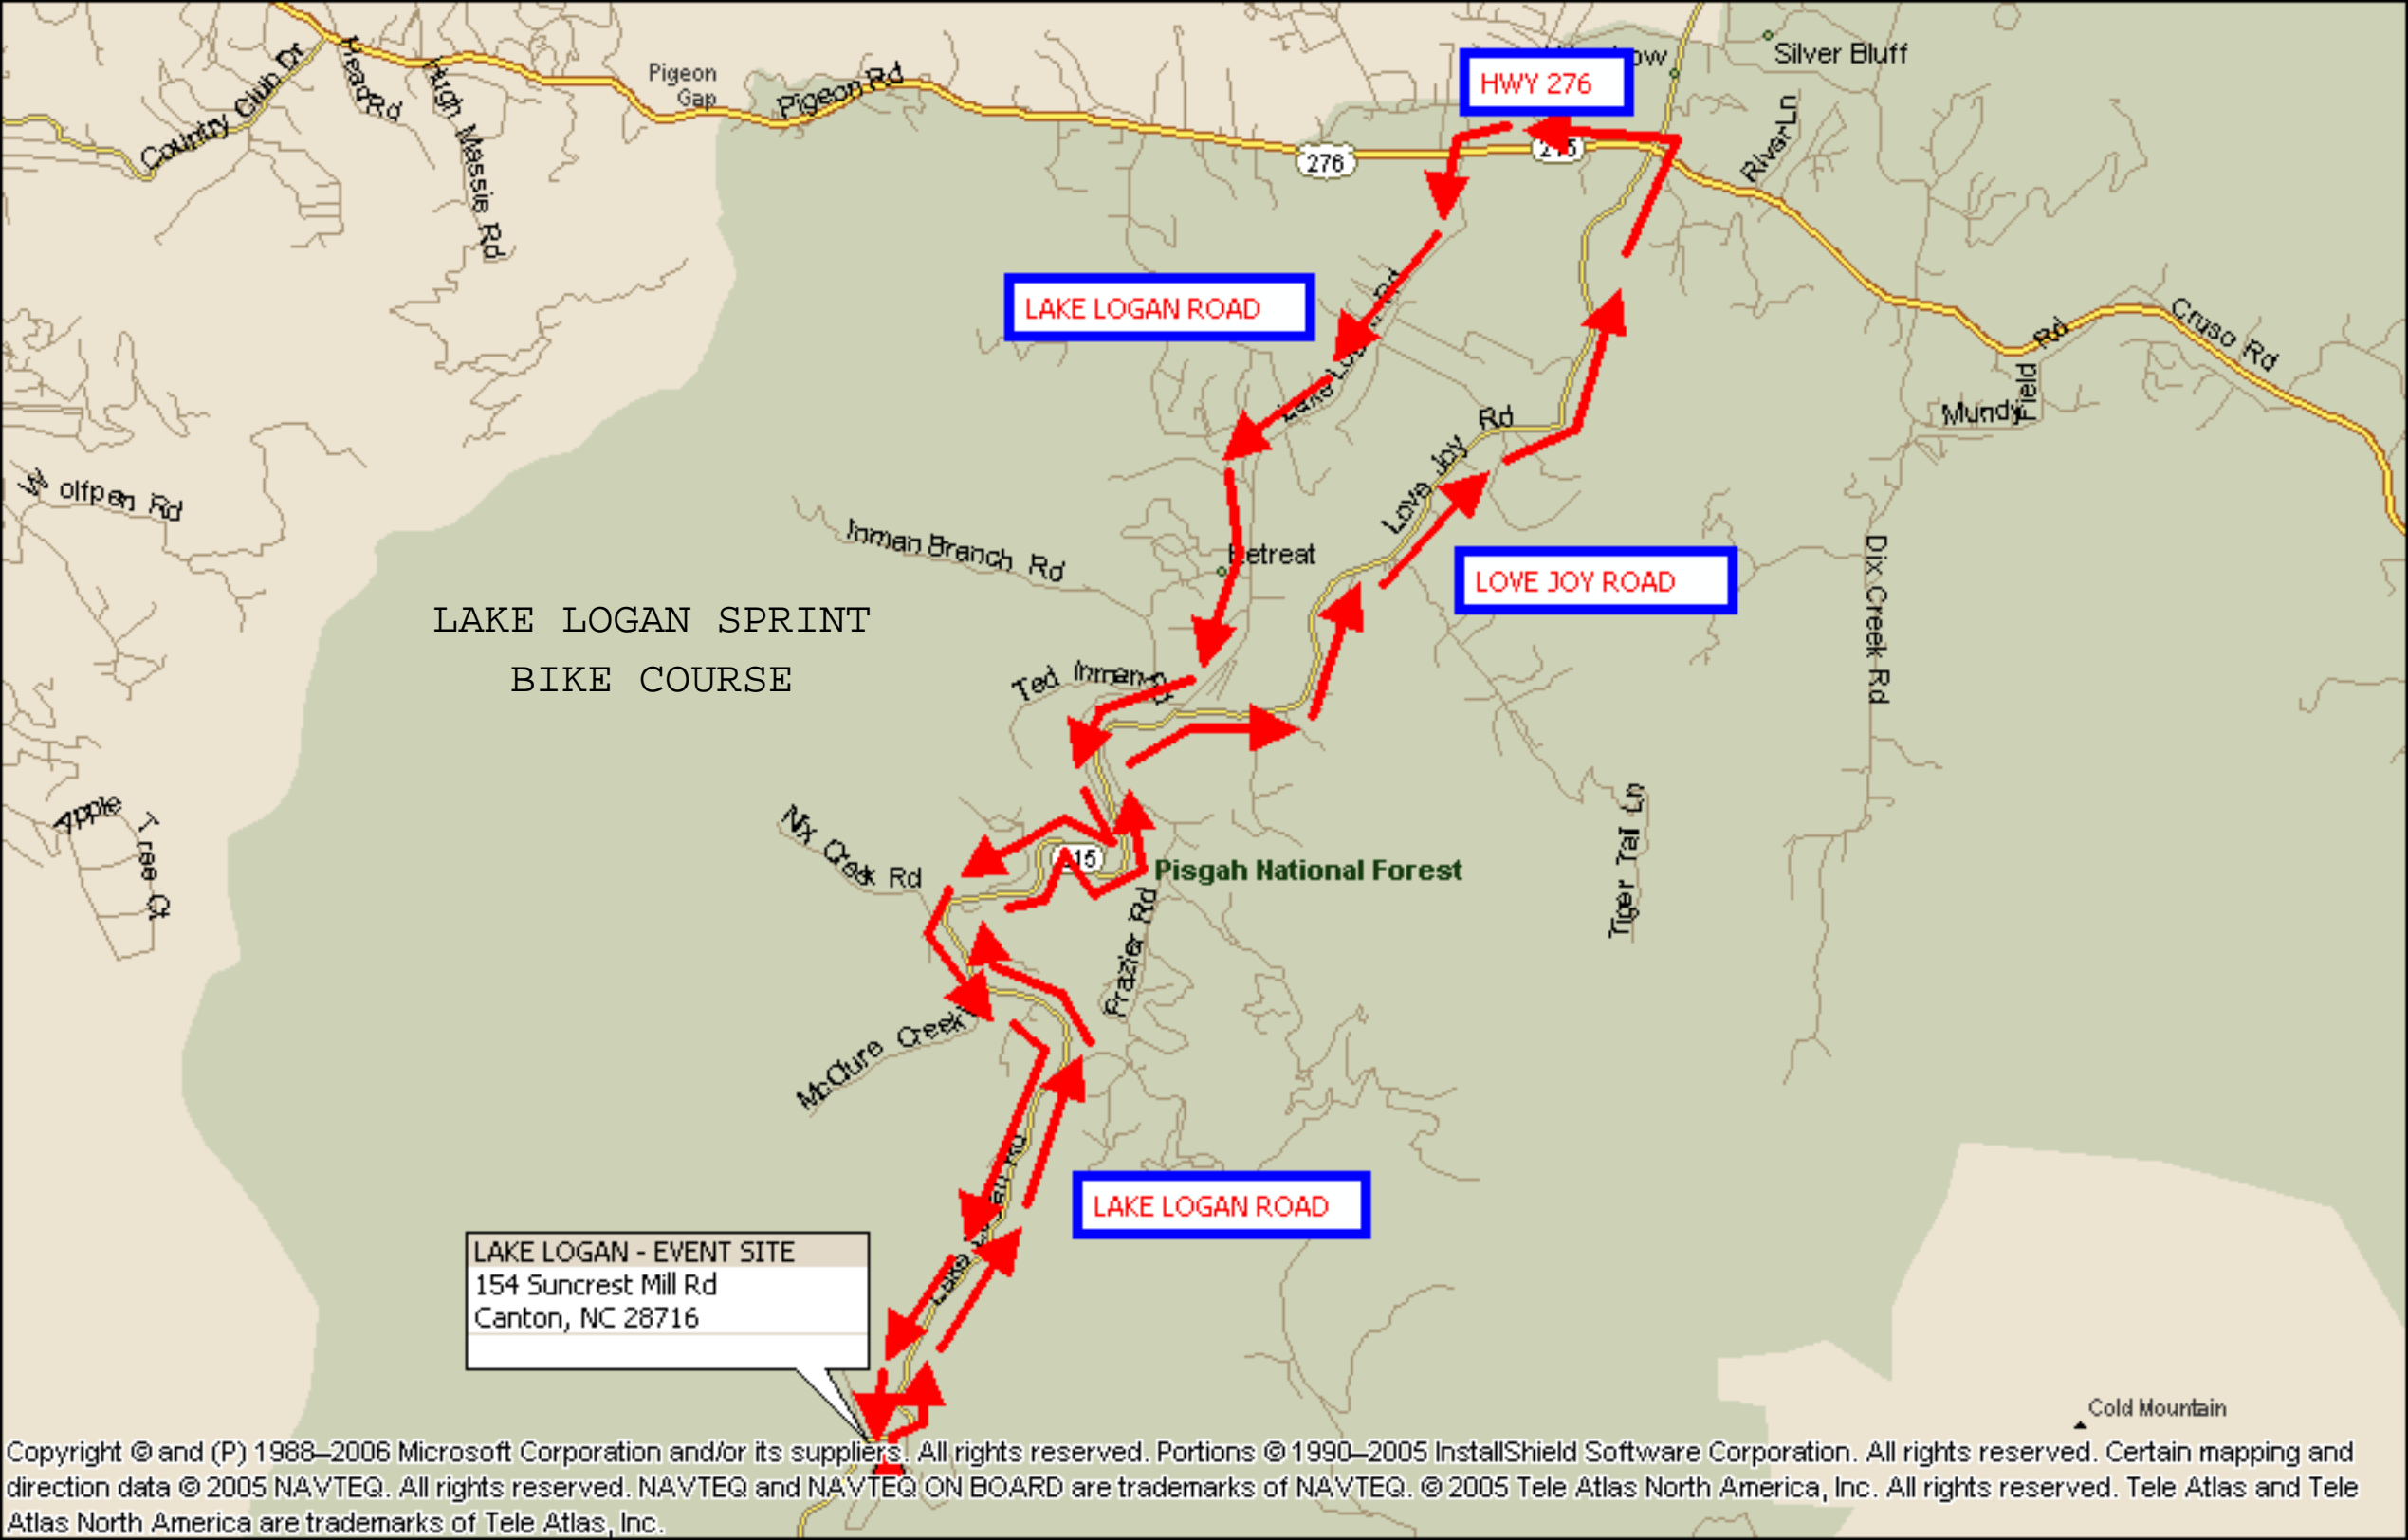 Silver Bluff
HWY 276
Country Club Dr
Read Rd
Hugh Massie Rd
Pigeon
Gap
Pigeon Rd
River Ln
276
LAKE LOGAN ROAD
Cruso Rd
Rd
Mundy Field
Love Joy Rd
Wolfpen Rd
Inman Branch Rd
Retreat
LOVE JOY ROAD
Dix Creek Rd
LAKE LOGAN SPRINT
BIKE COURSE
Ted Inman
Apple Tree Ct
Nix Creek Rd
Pisgah National Forest
Tiger Tail Ln
Frazier Rd
McClure Creek
LAKE LOGAN ROAD
LAKE LOGAN - EVENT SITE
154 Suncrest Mill Rd
Canton, NC 28716
Cold Mountain
Copyright © and (P) 1988–2006 Microsoft Corporation and/or its suppliers. All rights reserved. Portions © 1990–2005 InstallShield Software Corporation. All rights reserved. Certain mapping and
direction data © 2005 NAVTEQ. All rights reserved. NAVTEQ and NAVTEQ ON BOARD are trademarks of NAVTEQ. © 2005 Tele Atlas North America, Inc. All rights reserved. Tele Atlas and Tele
Atlas North America are trademarks of Tele Atlas, Inc.